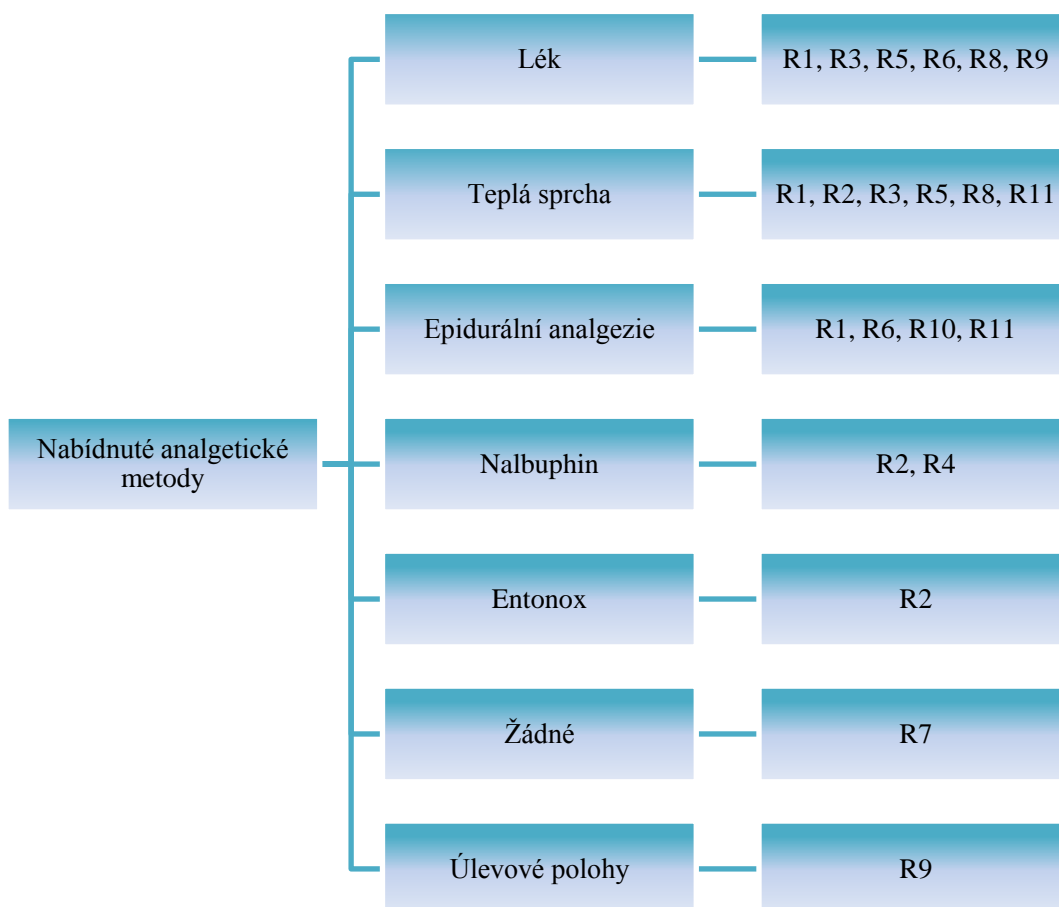 Nabídnuté analgetické
metody
Lék
R1, R3, R5, R6, R8, R9
Teplá sprcha
R1, R2, R3, R5, R8, R11
Epidurální analgezie
R1, R6, R10, R11
Nalbuphin
R2, R4
Entonox
R2
Žádné
R7
Úlevové polohy
R9